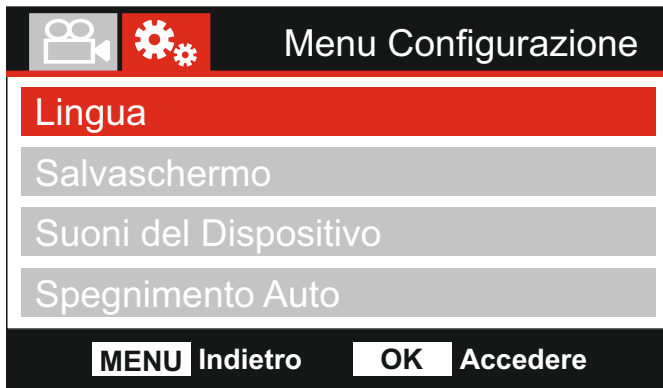 Menu Configurazione
Lingua
Salvaschermo
Suoni del Dispositivo
Spegnimento Auto
MENU Indietro OK Accedere